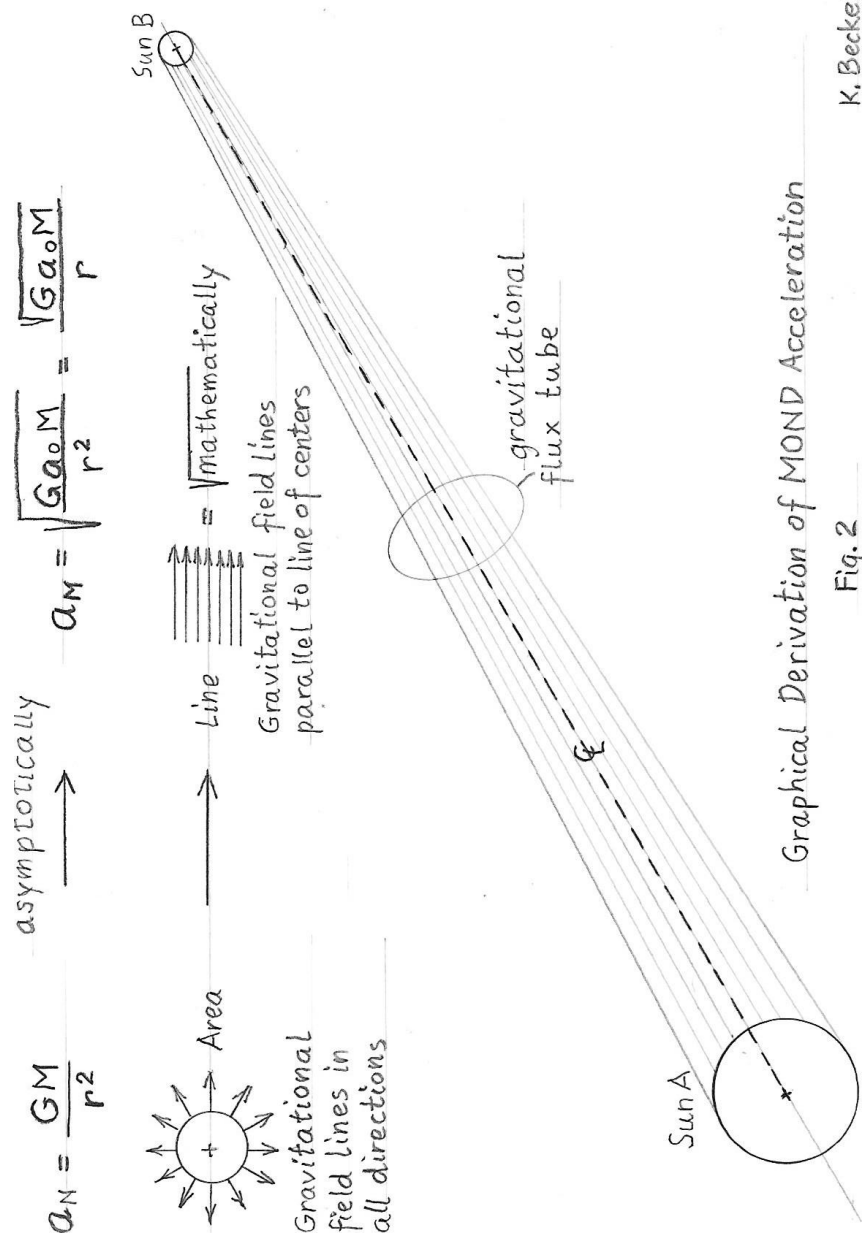 asymptotically
a_N = GM / r²
⟶
a_M = √(Ga₀M / r²) = √(Ga₀M) / r
Area
⟶
Line
= √mathematically
Gravitational
field lines in
all directions
Gravitational field lines
parallel to line of centers
Sun B
gravitational
flux tube
℄
Sun A
Graphical Derivation of MOND Acceleration
Fig. 2
K. Becke